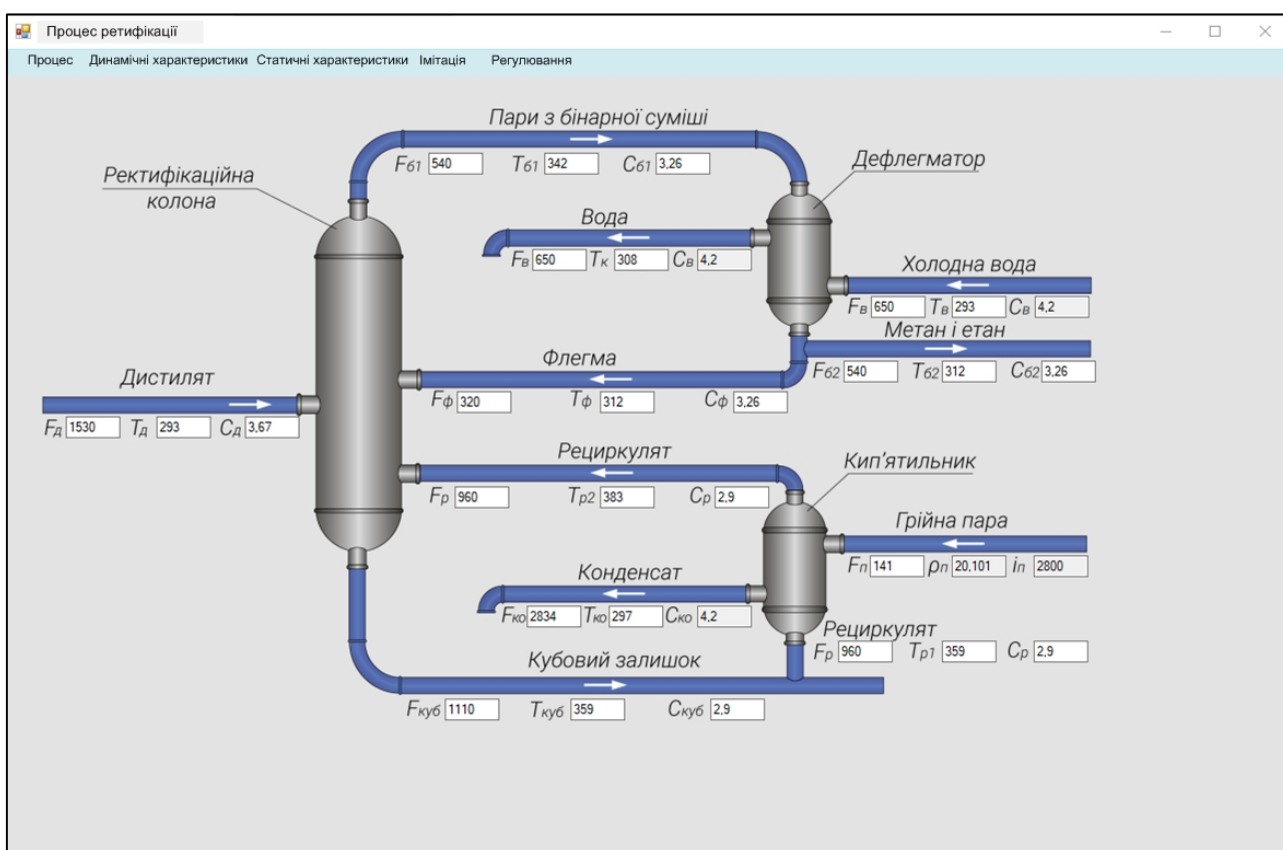 Процес ретифікації
Процес Динамічні характеристики Статичні характеристики Імітація Регулювання
Пари з бінарної суміші
Fб1 540 Tб1 342 Cб1 3,26
Дефлегматор
Ректифікаційна
колона
Вода
Fв 650 Tк 308 Cв 4,2
Холодна вода
Fв 650 Tв 293 Cв 4,2
Метан і етан
Fб2 540 Tб2 312 Cб2 3,26
Флегма
Fф 320 Tф 312 Cф 3,26
Дистилят
Fд 1530 Tд 293 Cд 3,67
Рециркулят
Fр 960 Tр2 383 Cр 2,9
Кип'ятильник
Грійна пара
Fп 141 ρп 20,101 iп 2800
Конденсат
Fко 2834 Tко 297 Cко 4,2
Рециркулят
Fр 960 Tр1 359 Cр 2,9
Кубовий залишок
Fкуб 1110 Tкуб 359 Cкуб 2,9